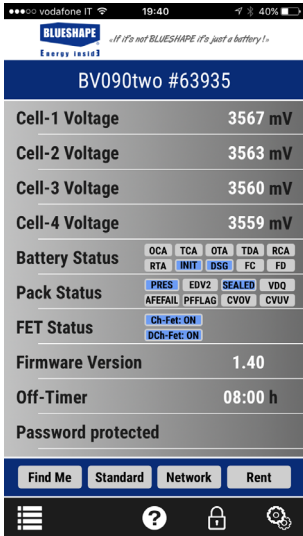 vodafone IT 19:40 40%
BLUESHAPE
Energy insid3
«If it's not BLUESHAPE it's just a battery!»
BV090two #63935
Cell-1 Voltage 3567 mV
Cell-2 Voltage 3563 mV
Cell-3 Voltage 3560 mV
Cell-4 Voltage 3559 mV
Battery Status OCA TCA OTA TDA RCA
RTA INIT DSG FC FD
Pack Status PRES EDV2 SEALED VDQ
AFEFAIL PFFLAG CVOV CVUV
FET Status Ch-Fet: ON
DCh-Fet: ON
Firmware Version 1.40
Off-Timer 08:00 h
Password protected
Find Me Standard Network Rent
?